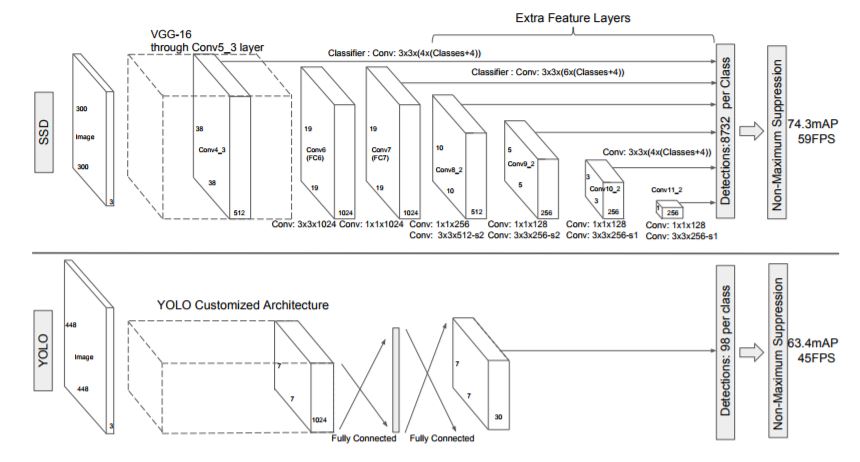 Extra Feature Layers
VGG-16
through Conv5_3 layer
Classifier : Conv: 3x3x(4x(Classes+4))
Classifier : Conv: 3x3x(6x(Classes+4))
SSD
300
Image
300
3
38
Conv4_3
38
512
19
Conv6
(FC6)
19
1024
19
Conv7
(FC7)
19
1024
10
Conv8_2
10
512
5
Conv9_2
5
256
Conv: 3x3x(4x(Classes+4))
3
Conv10_2
3
256
Conv11_2
1
256
Detections:8732 per Class
Non-Maximum Suppression
74.3mAP
59FPS
Conv: 3x3x1024
Conv: 1x1x1024
Conv: 1x1x256
Conv: 3x3x512-s2
Conv: 1x1x128
Conv: 3x3x256-s2
Conv: 1x1x128
Conv: 3x3x256-s1
Conv: 1x1x128
Conv: 3x3x256-s1
YOLO
448
Image
448
3
YOLO Customized Architecture
7
7
1024
Fully Connected
Fully Connected
7
7
30
Detections: 98 per class
Non-Maximum Suppression
63.4mAP
45FPS